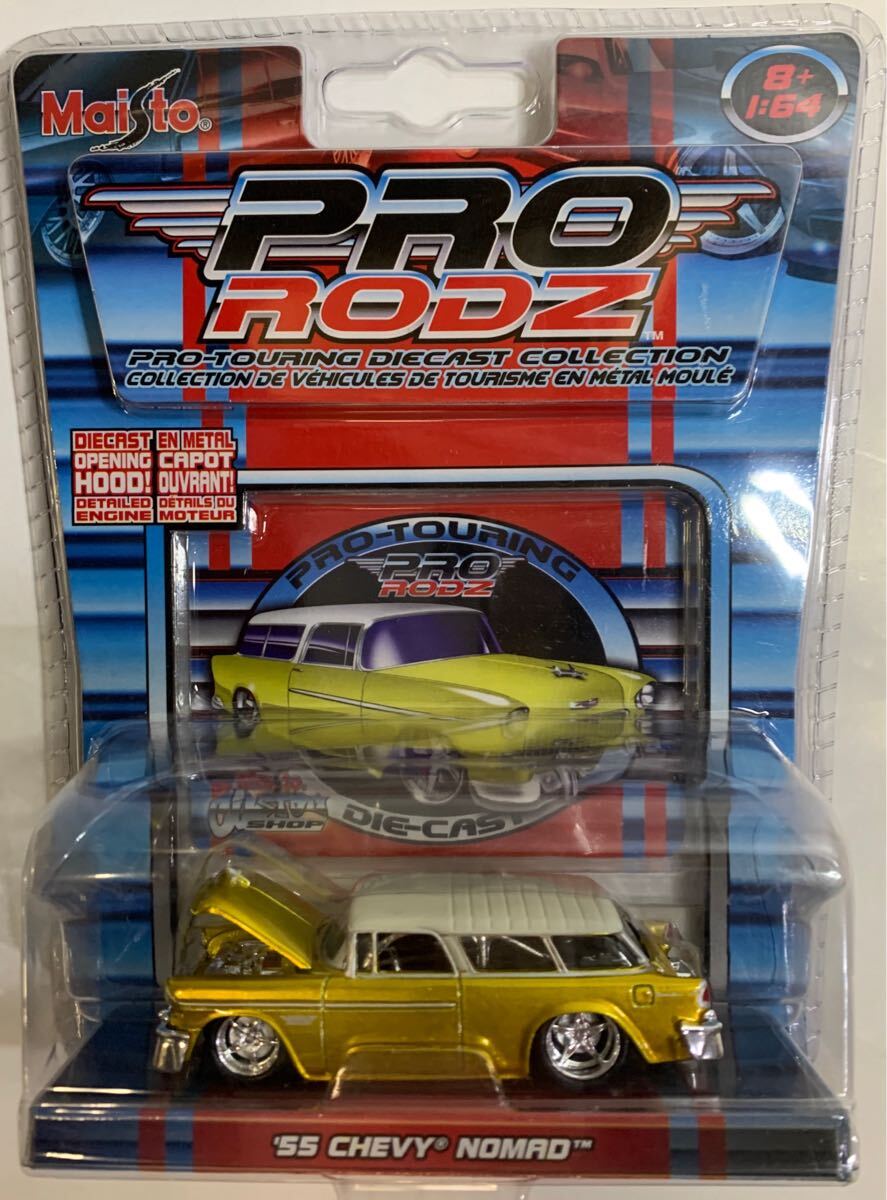 Maisto®
8+
1:64
PRO
RODZ™
PRO-TOURING DIECAST COLLECTION
COLLECTION DE VÉHICULES DE TOURISME EN MÉTAL MOULÉ
DIECAST
OPENING
HOOD!
DETAILED
ENGINE
EN METAL
CAPOT
OUVRANT!
DÉTAILS DU
MOTEUR
PRO-TOURING
PRO
RODZ
SHOP
DIE-CAST
'55 CHEVY® NOMAD™